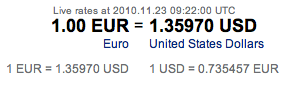 Live rates at 2010.11.23 09:22:00 UTC
1.00 EUR = 1.35970 USD
Euro United States Dollars
1 EUR = 1.35970 USD 1 USD = 0.735457 EUR